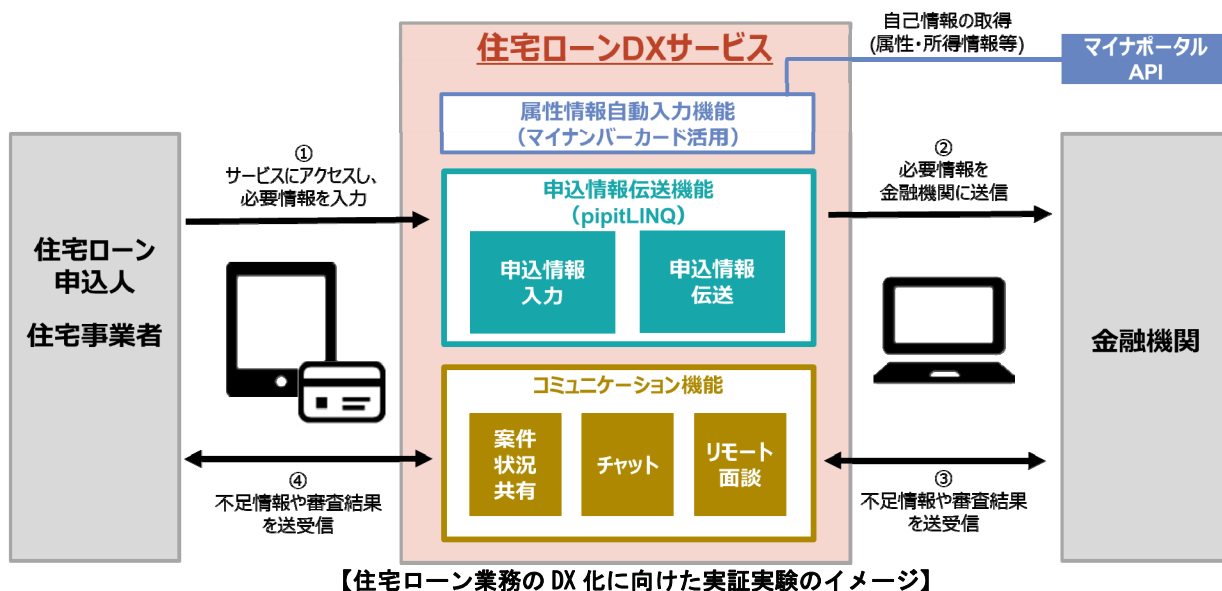 住宅ローンDXサービス
自己情報の取得
(属性・所得情報等)
マイナポータル
API
属性情報自動入力機能
（マイナンバーカード活用）
①
サービスにアクセスし、
必要情報を入力
②
必要情報を
金融機関に送信
申込情報伝送機能
（pipitLINQ）
申込情報
入力
申込情報
伝送
住宅ローン
申込人
住宅事業者
金融機関
コミュニケーション機能
案件
状況
共有
チャット
リモート
面談
④
不足情報や審査結果
を送受信
③
不足情報や審査結果
を送受信
【住宅ローン業務のDX化に向けた実証実験のイメージ】